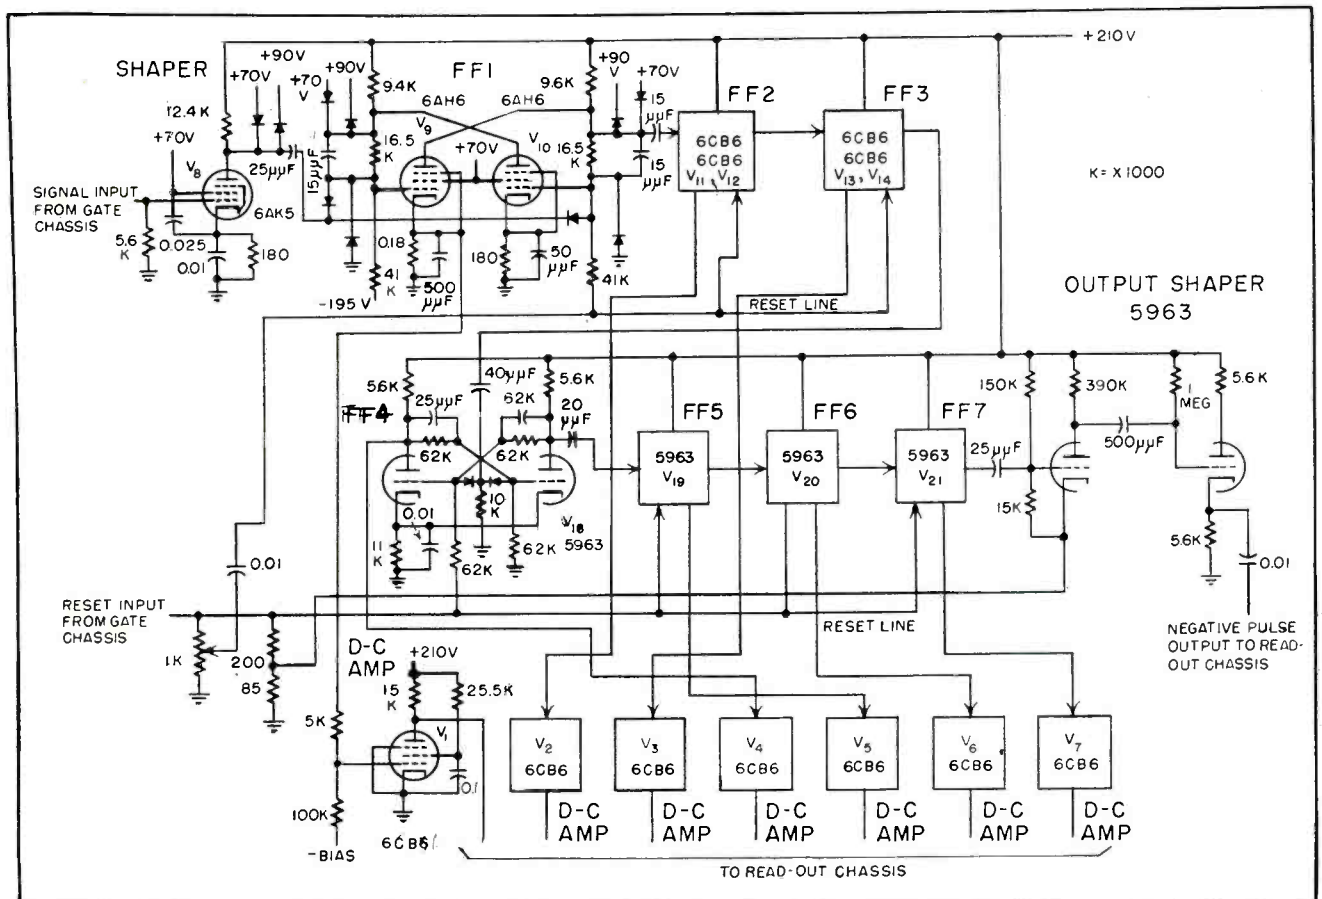 +210V
+90V
SHAPER
+70V
+70
V
+90V
9.4K
FF1
6AH6
6AH6
9.6K
+90
V
+70V
15
μμF
FF2
FF3
12.4K
+70V
V8
25μμF
15μμF
16.5
K
V9
+70V
V10
16.5
K
15
μμF
6CB6
6CB6
V11, V12
6CB6
6CB6
V13, V14
K= X1000
SIGNAL INPUT
FROM GATE
CHASSIS
6AK5
5.6
K
0.025
0.01
180
0.18
41
K
500
μμF
180
50
μμF
41K
-195V
RESET LINE
OUTPUT SHAPER
5963
5.6K
40μμF
5.6K
25μμF
62K
20
μμF
FF4
62K
62K
FF5
FF6
FF7
150K
390K
1
MEG
5.6K
25μμF
500μμF
5963
V19
5963
V20
5963
V21
10
K
15K
0.01
V18
5963
11
K
62K
62K
5.6K
0.01
0.01
RESET INPUT
FROM GATE
CHASSIS
RESET LINE
NEGATIVE PULSE
OUTPUT TO READ-
OUT CHASSIS
1K
200
85
D-C
AMP
+210V
15
K
25.5K
5K
V1
0.1
100K
-BIAS
6CB6
V2
6CB6
V3
6CB6
V4
6CB6
V5
6CB6
V6
6CB6
V7
6CB6
D-C
AMP
D-C
AMP
D-C
AMP
D-C
AMP
D-C
AMP
D-C
AMP
TO READ-OUT CHASSIS